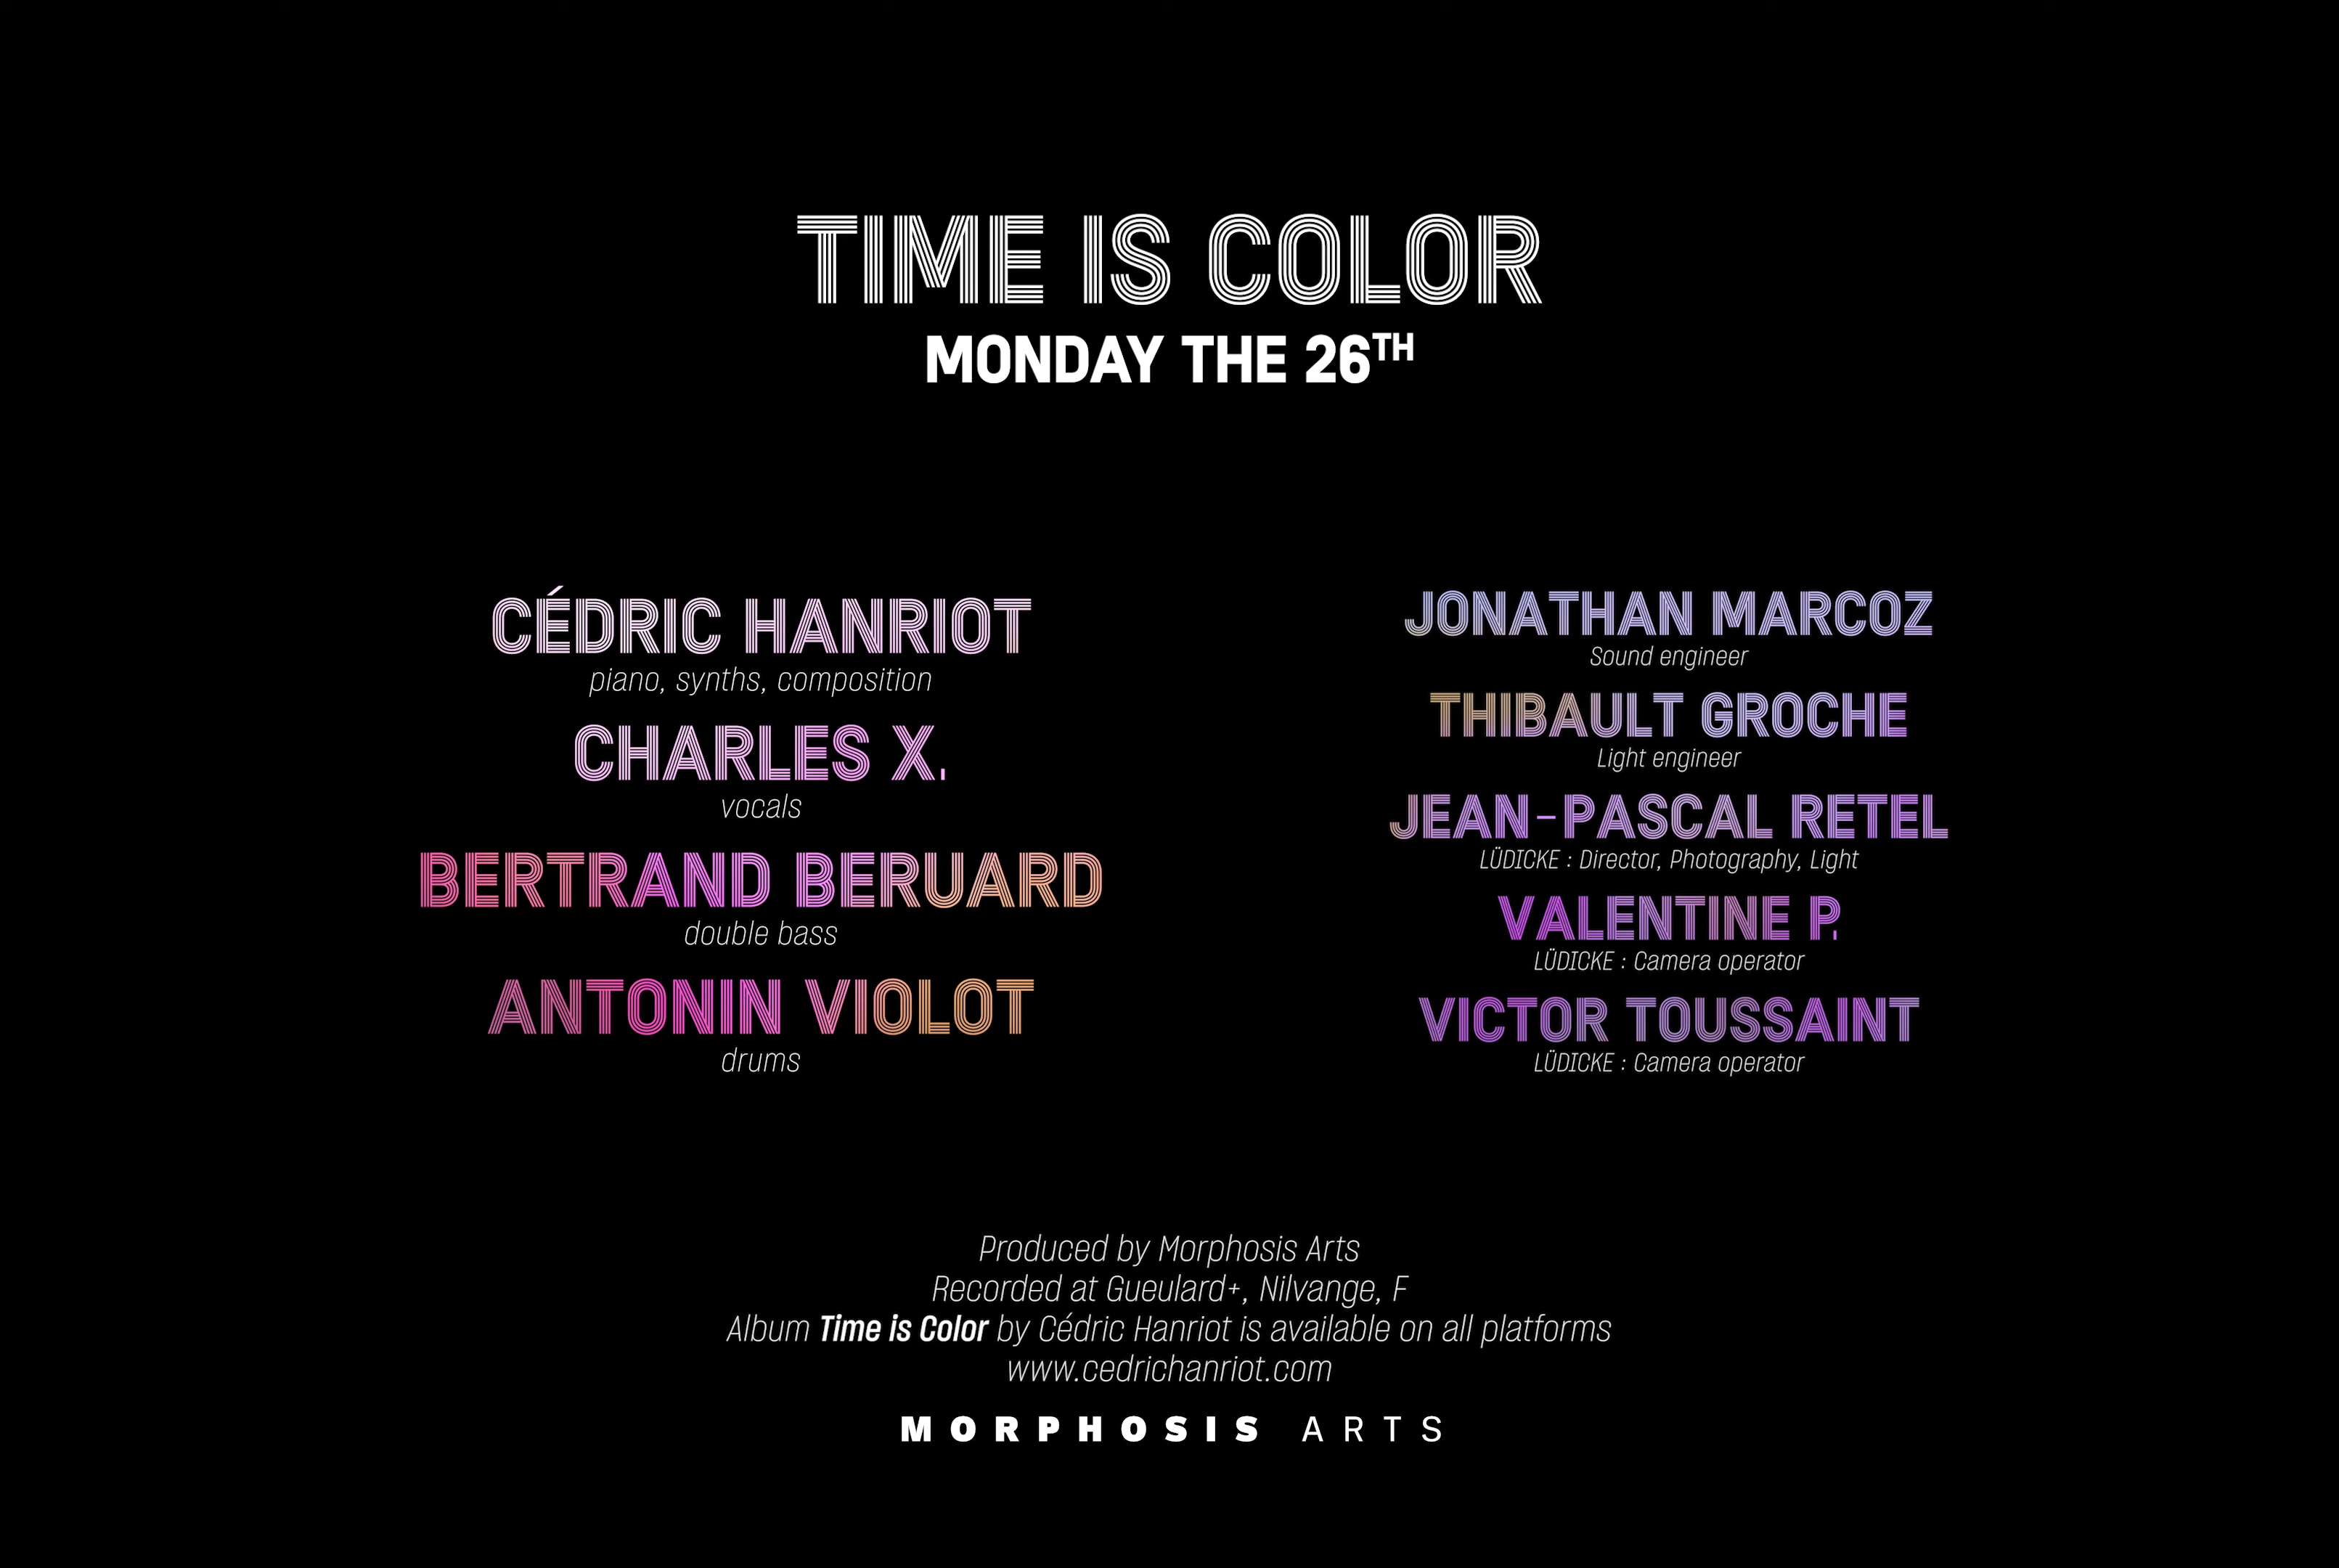 TIME IS COLOR
MONDAY THE 26TH
CÉDRIC HANRIOT
piano, synths, composition
CHARLES X.
vocals
BERTRAND BERUARD
double bass
ANTONIN VIOLOT
drums
JONATHAN MARCOZ
Sound engineer
THIBAULT GROCHE
Light engineer
JEAN-PASCAL RETEL
LÜDICKE : Director, Photography, Light
VALENTINE P.
LÜDICKE : Camera operator
VICTOR TOUSSAINT
LÜDICKE : Camera operator
Produced by Morphosis Arts
Recorded at Gueulard+, Nilvange, F
Album Time is Color by Cédric Hanriot is available on all platforms
www.cedrichanriot.com
MORPHOSIS ARTS